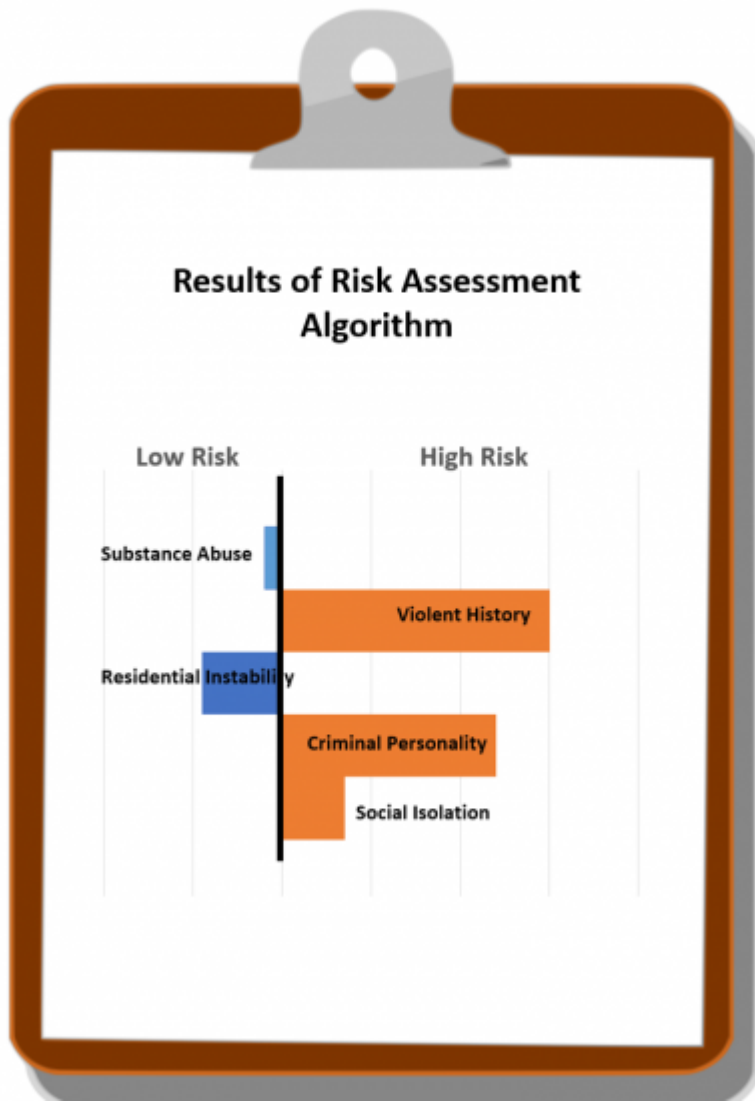 Results of Risk Assessment
Algorithm
Low Risk
High Risk
Substance Abuse
Violent History
Residential Instability
Criminal Personality
Social Isolation